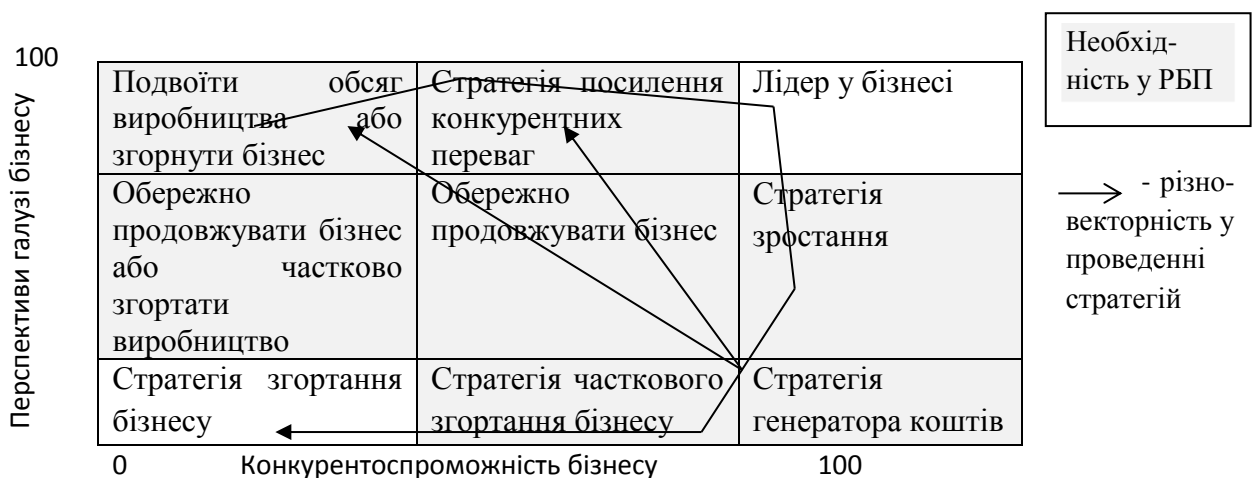 100
Перспективи галузі бізнесу
Подвоїти обсяг
виробництва або
згорнути бізнес
Стратегія посилення
конкурентних
переваг
Лідер у бізнесі
Обережно
продовжувати бізнес
або частково
згортати
виробництво
Обережно
продовжувати бізнес
Стратегія
зростання
Стратегія згортання
бізнесу
Стратегія часткового
згортання бізнесу
Стратегія
генератора коштів
0 Конкурентоспроможність бізнесу 100
Необхід-
ність у РБП
- різно-
векторність у
проведенні
стратегій